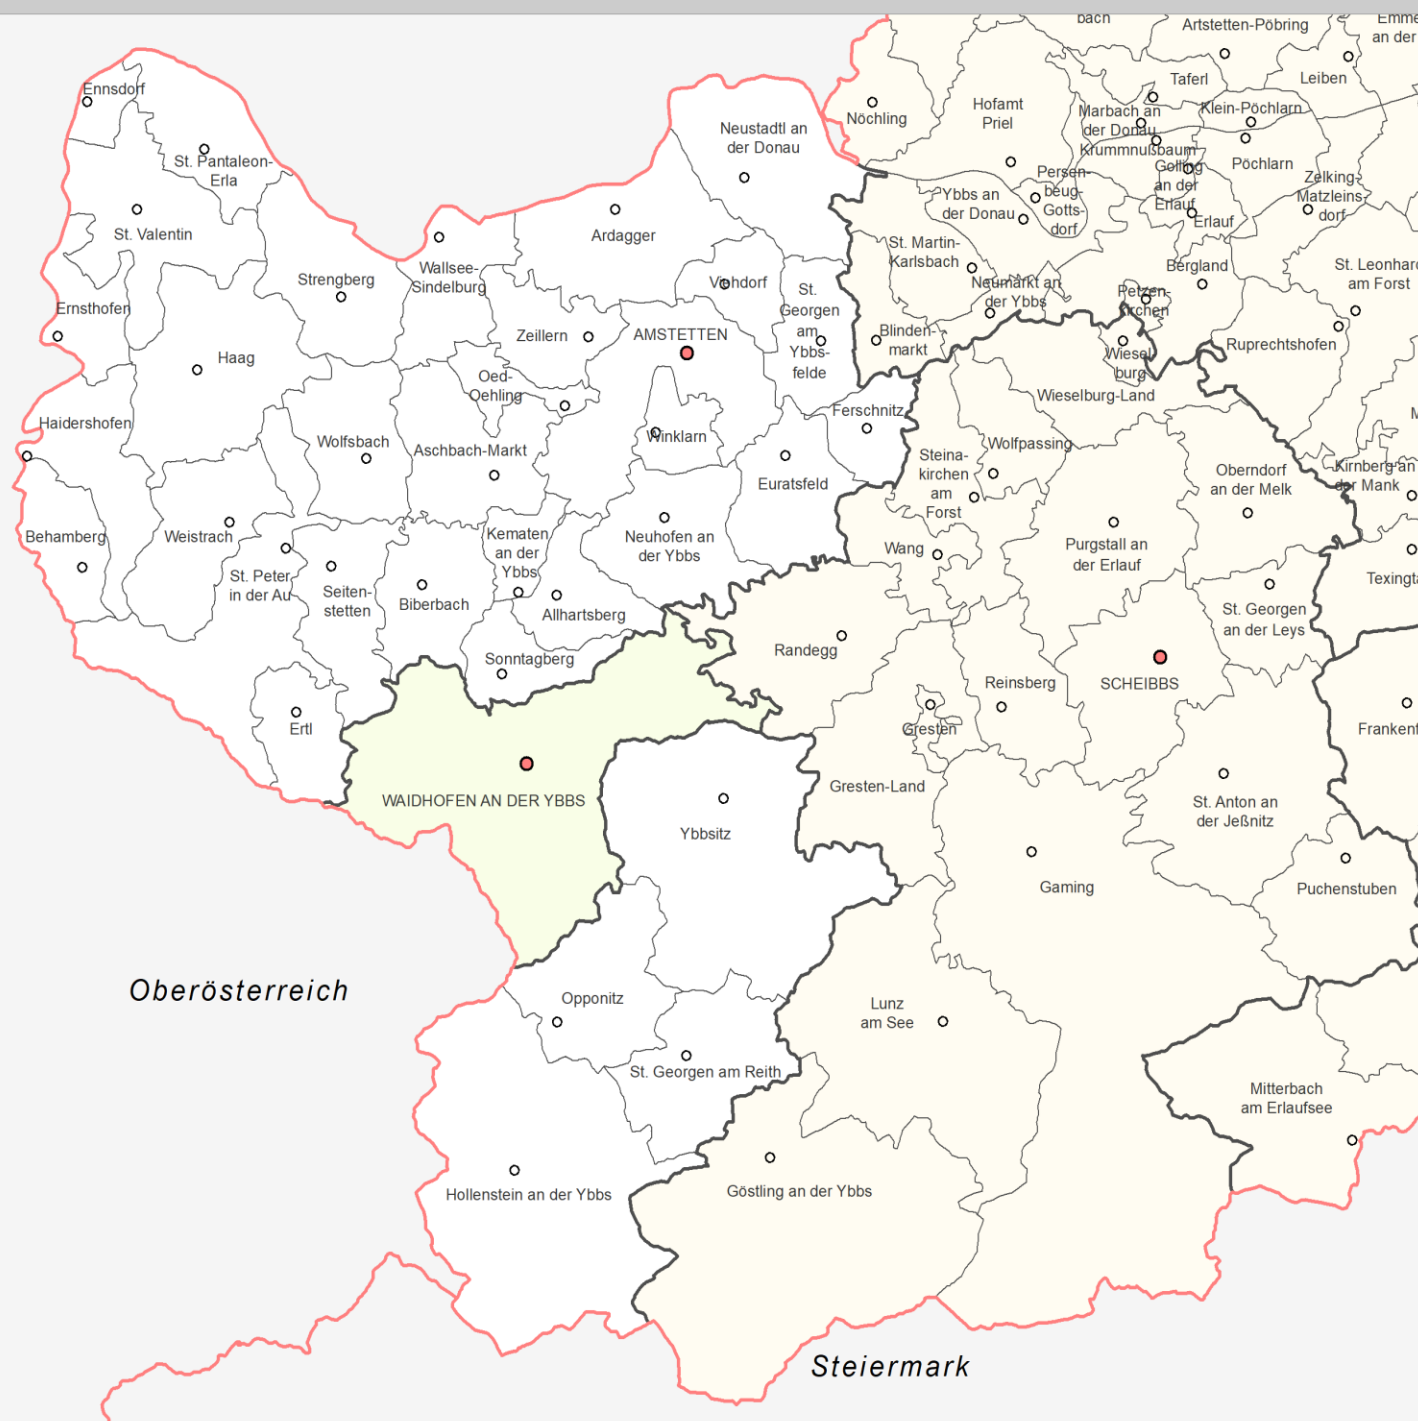 bach
Artstetten-Pöbring
Emme
an der
Ennsdorf
Taferl
Leiben
Nöchling
Hofamt
Priel
Marbach an
der Donau
Klein-Pöchlarn
Neustadtl an
der Donau
Krummnußbaum
St. Pantaleon-
Erla
Golling
an der
Erlauf
Pöchlarn
Persen-
beug-
Gotts-
dorf
Zelking-
Matzleins-
dorf
Ybbs an
der Donau
Erlauf
St. Valentin
Ardagger
St. Martin-
Karlsbach
Bergland
St. Leonhard
am Forst
Strengberg
Wallsee-
Sindelburg
Viehdorf
St.
Georgen
am
Ybbs-
felde
Neumarkt an
der Ybbs
Petzen-
kirchen
Ernsthofen
Zeillern
AMSTETTEN
Blinden-
markt
Wiesel-
burg
Ruprechtshofen
Haag
Oed-
Oehling
Wieselburg-Land
Haidershofen
Ferschnitz
M
Wolfsbach
Aschbach-Markt
Winklarn
Wolfpassing
Steina-
kirchen
am
Forst
Oberndorf
an der Melk
Kirnberg an
der Mank
Euratsfeld
Behamberg
Weistrach
Kematen
an der
Ybbs
Neuhofen an
der Ybbs
Wang
Purgstall an
der Erlauf
St. Peter
in der Au
Seiten-
stetten
Biberbach
Allhartsberg
Texingta
St. Georgen
an der Leys
Sonntagberg
Randegg
Reinsberg
SCHEIBBS
Ertl
Gresten
Frankenf
WAIDHOFEN AN DER YBBS
Gresten-Land
St. Anton an
der Jeßnitz
Ybbsitz
Gaming
Puchenstuben
Oberösterreich
Opponitz
Lunz
am See
St. Georgen am Reith
Mitterbach
am Erlaufsee
Hollenstein an der Ybbs
Göstling an der Ybbs
Steiermark